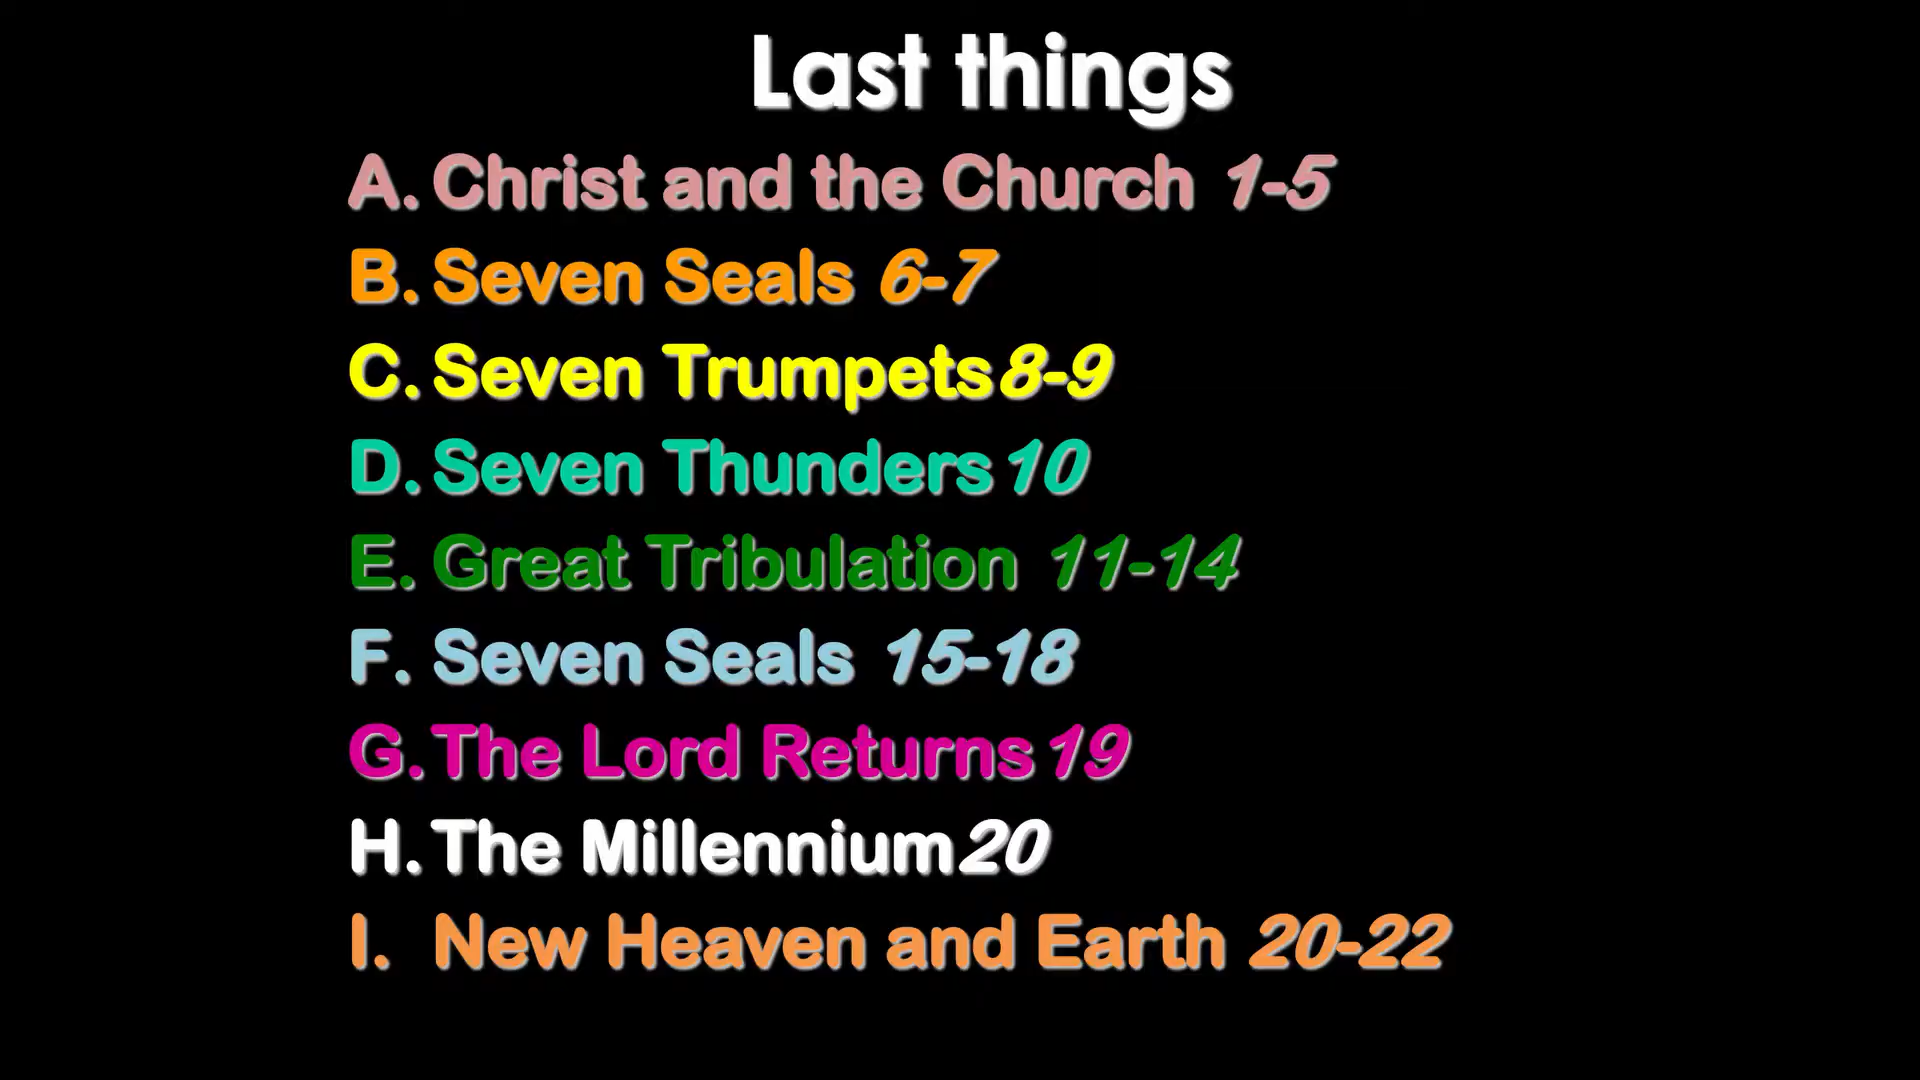 Last things
A. Christ and the Church 1-5
B. Seven Seals 6-7
C. Seven Trumpets 8-9
D. Seven Thunders 10
E. Great Tribulation 11-14
F. Seven Seals 15-18
G. The Lord Returns 19
H. The Millennium 20
I. New Heaven and Earth 20-22